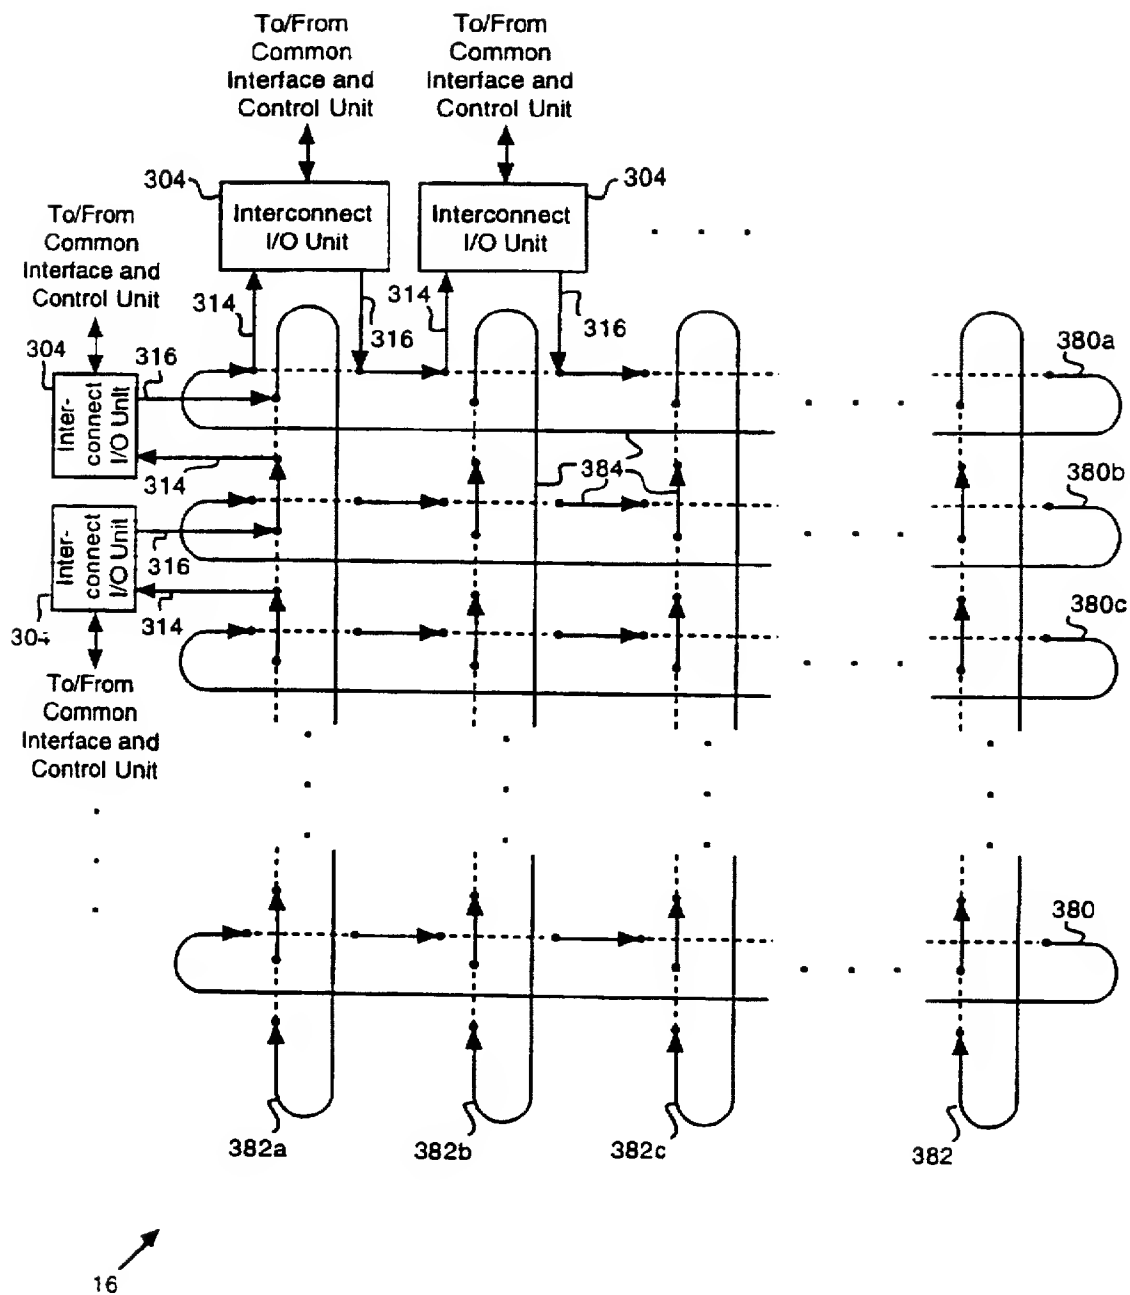 To/From
Common
Interface and
Control Unit
To/From
Common
Interface and
Control Unit
304
Interconnect
I/O Unit
304
Interconnect
I/O Unit
To/From
Common
Interface and
Control Unit
314
316
314
316
304
316
Inter-
connect
I/O Unit
314
380a
384
380b
Inter-
connect
I/O Unit
316
304
314
380c
To/From
Common
Interface and
Control Unit
380
382a
382b
382c
382
16